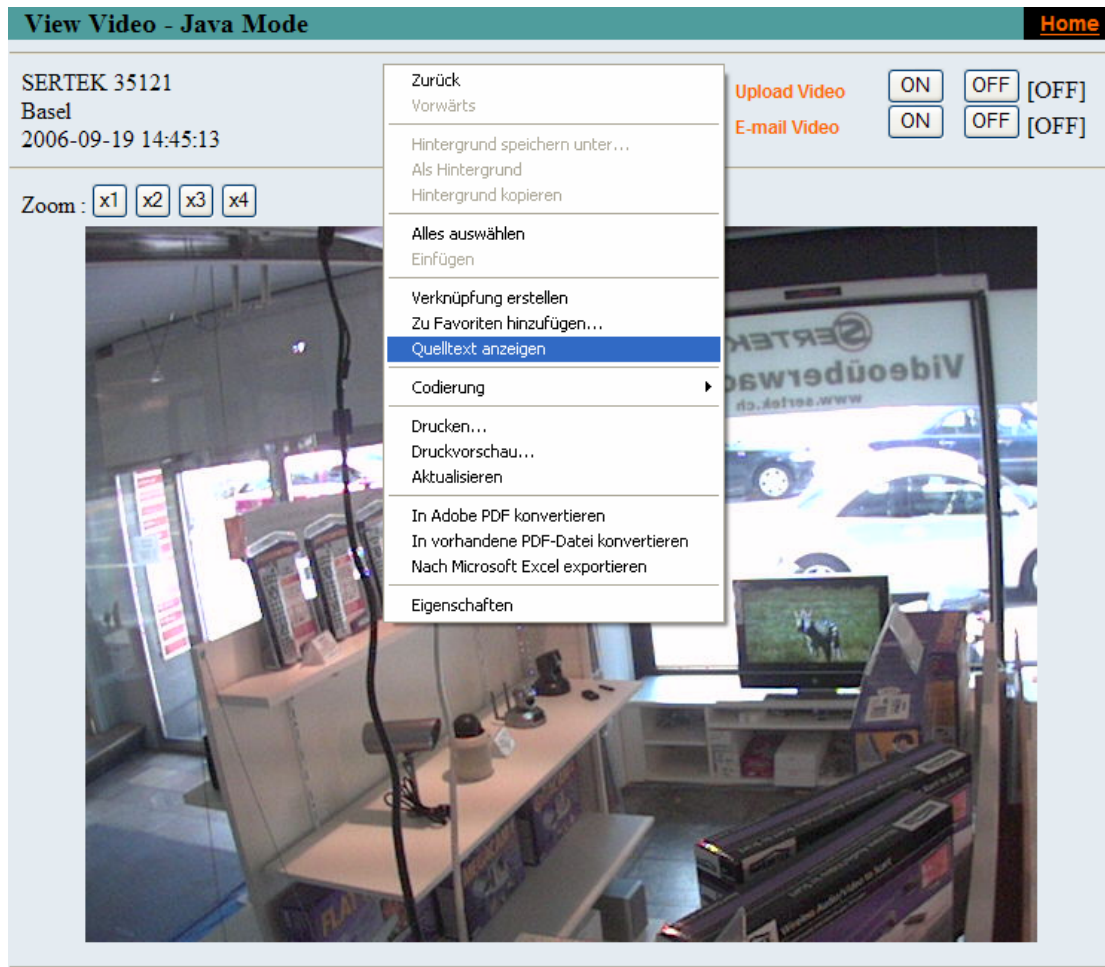 View Video - Java Mode
Home
SERTEK 35121
Basel
2006-09-19 14:45:13
Upload Video ON OFF [OFF]
E-mail Video ON OFF [OFF]
Zoom : x1 x2 x3 x4
Zurück
Vorwärts
Hintergrund speichern unter...
Als Hintergrund
Hintergrund kopieren
Alles auswählen
Einfügen
Verknüpfung erstellen
Zu Favoriten hinzufügen...
Quelltext anzeigen
Codierung
Drucken...
Druckvorschau...
Aktualisieren
In Adobe PDF konvertieren
In vorhandene PDF-Datei konvertieren
Nach Microsoft Excel exportieren
Eigenschaften
SERTEK
Videoüberwac
www.sertek.ch
FLAT